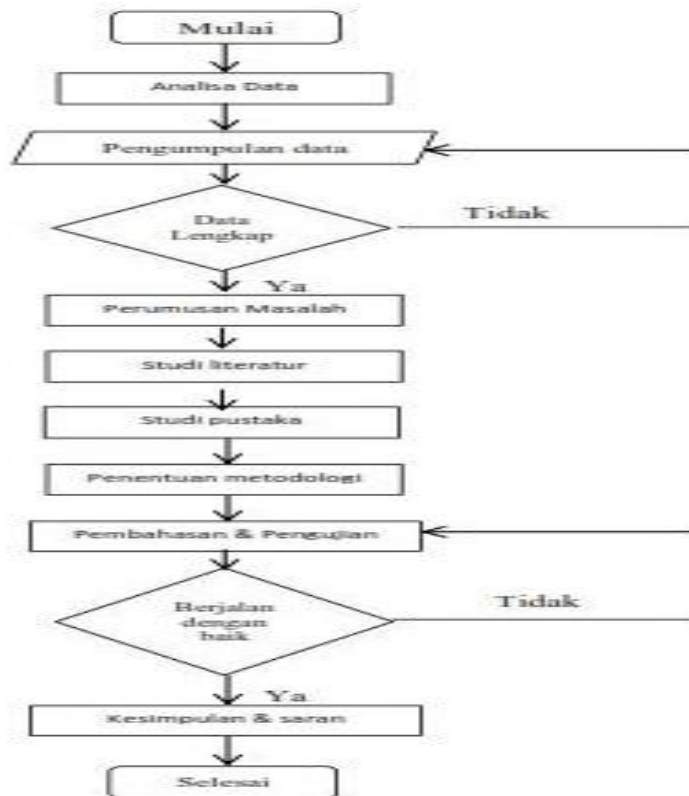 Mulai
Analisa Data
Pengumpulan data
Data
Lengkap
Tidak
Ya
Perumusan Masalah
Studi literatur
Studi pustaka
Penentuan metodologi
Pembahasan & Pengujian
Berjalan
dengan
baik
Tidak
Ya
Kesimpulan & saran
Selesai